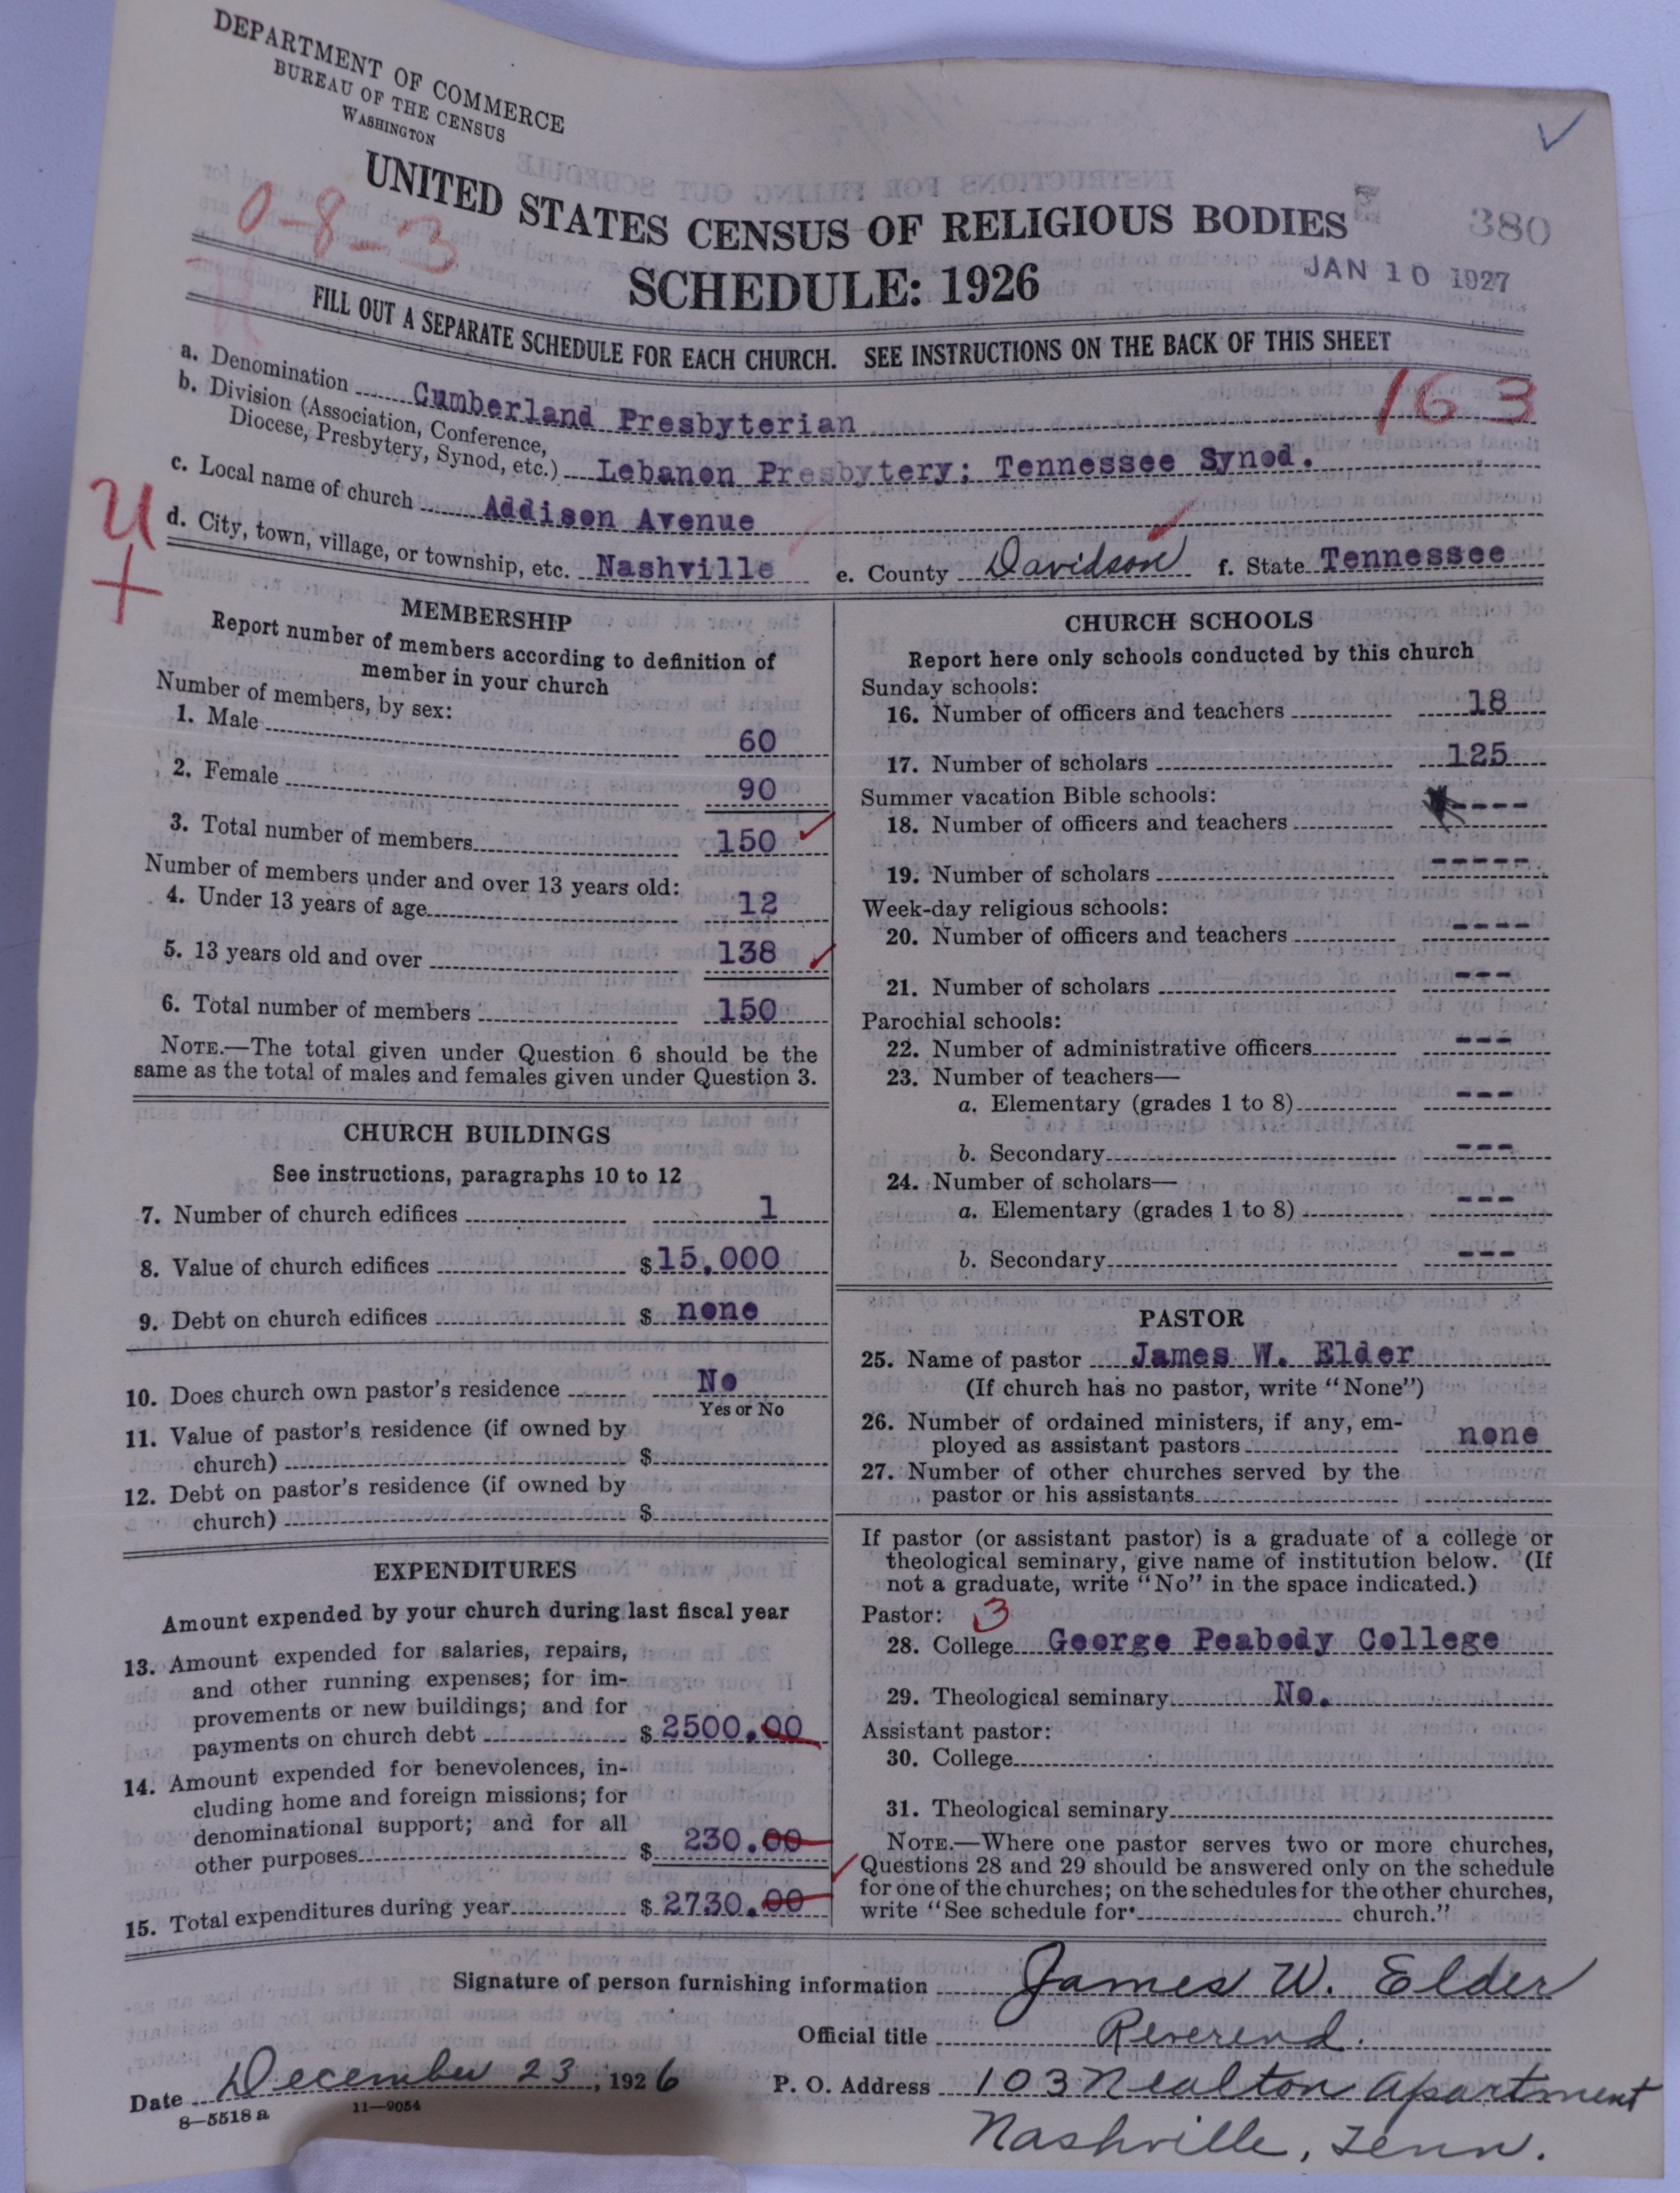 DEPARTMENT OF COMMERCE
BUREAU OF THE CENSUS
WASHINGTON
UNITED STATES CENSUS OF RELIGIOUS BODIES
SCHEDULE: 1926
0-8-3
380
JAN 10 1927
FILL OUT A SEPARATE SCHEDULE FOR EACH CHURCH. SEE INSTRUCTIONS ON THE BACK OF THIS SHEET
163
a. Denomination Cumberland Presbyterian
b. Division (Association, Conference,
Diocese, Presbytery, Synod, etc.) Lebanon Presbytery; Tennessee Synod.
c. Local name of church Addison Avenue
U
d. City, town, village, or township, etc. Nashville e. County Davidson f. State Tennessee
MEMBERSHIP
Report number of members according to definition of
member in your church
Number of members, by sex:
1. Male 60
2. Female 90
3. Total number of members 150
Number of members under and over 13 years old:
4. Under 13 years of age 12
5. 13 years old and over 138
6. Total number of members 150
NOTE.—The total given under Question 6 should be the
same as the total of males and females given under Question 3.
CHURCH BUILDINGS
See instructions, paragraphs 10 to 12
7. Number of church edifices 1
8. Value of church edifices $15,000
9. Debt on church edifices $ none
10. Does church own pastor's residence No
Yes or No
11. Value of pastor's residence (if owned by
church) $
12. Debt on pastor's residence (if owned by
church) $
EXPENDITURES
Amount expended by your church during last fiscal year
13. Amount expended for salaries, repairs,
and other running expenses; for im-
provements or new buildings; and for
payments on church debt $ 2500.00
14. Amount expended for benevolences, in-
cluding home and foreign missions; for
denominational support; and for all
other purposes $ 230.00
15. Total expenditures during year $ 2730.00
CHURCH SCHOOLS
Report here only schools conducted by this church
Sunday schools:
16. Number of officers and teachers 18
17. Number of scholars 125
Summer vacation Bible schools:
18. Number of officers and teachers ----
19. Number of scholars -----
Week-day religious schools:
20. Number of officers and teachers ----
21. Number of scholars ---
Parochial schools:
22. Number of administrative officers ---
23. Number of teachers—
a. Elementary (grades 1 to 8) ---
b. Secondary ---
24. Number of scholars—
a. Elementary (grades 1 to 8) ---
b. Secondary ---
PASTOR
25. Name of pastor James W. Elder
(If church has no pastor, write "None")
26. Number of ordained ministers, if any, em-
ployed as assistant pastors none
27. Number of other churches served by the
pastor or his assistants
If pastor (or assistant pastor) is a graduate of a college or
theological seminary, give name of institution below. (If
not a graduate, write "No" in the space indicated.)
Pastor: 3
28. College George Peabody College
29. Theological seminary No.
Assistant pastor:
30. College
31. Theological seminary
NOTE.—Where one pastor serves two or more churches,
Questions 28 and 29 should be answered only on the schedule
for one of the churches; on the schedules for the other churches,
write "See schedule for church."
Signature of person furnishing information James W. Elder
Official title Reverend.
Date December 23, 1926 P. O. Address 103 Nealton Apartment
8-5518 a 11-9054
Nashville, Tenn.